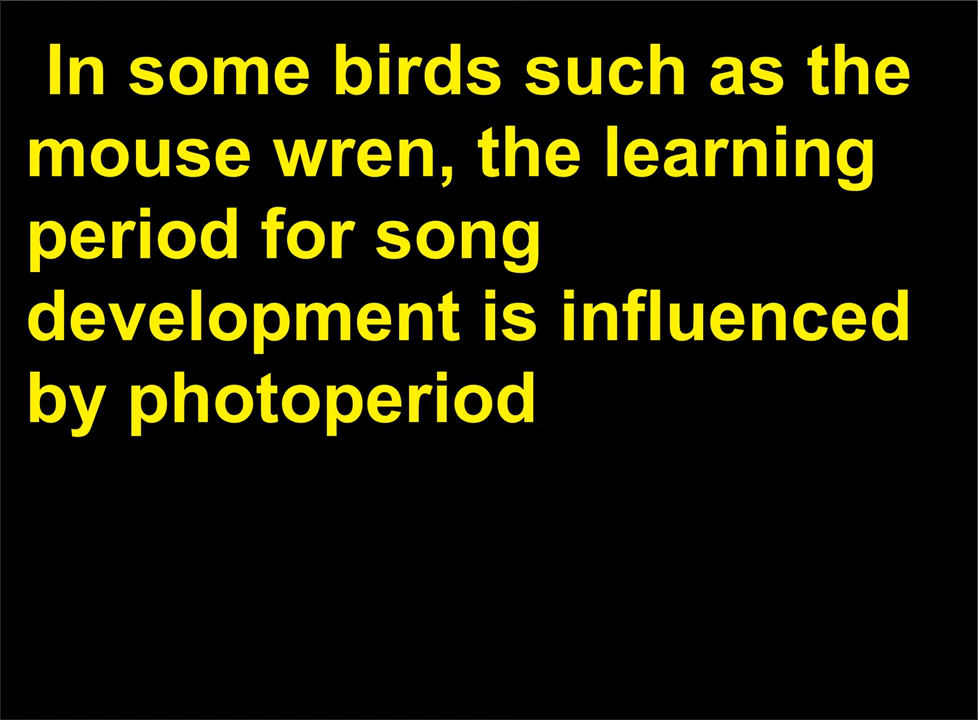 In some birds such as the
mouse wren, the learning
period for song
development is influenced
by photoperiod